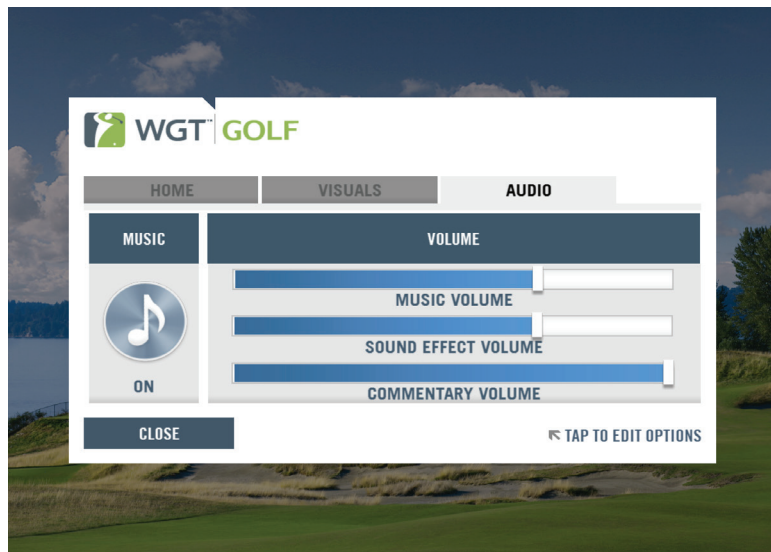 WGT™ GOLF
HOME VISUALS AUDIO
MUSIC VOLUME
MUSIC VOLUME
SOUND EFFECT VOLUME
ON
COMMENTARY VOLUME
CLOSE TAP TO EDIT OPTIONS